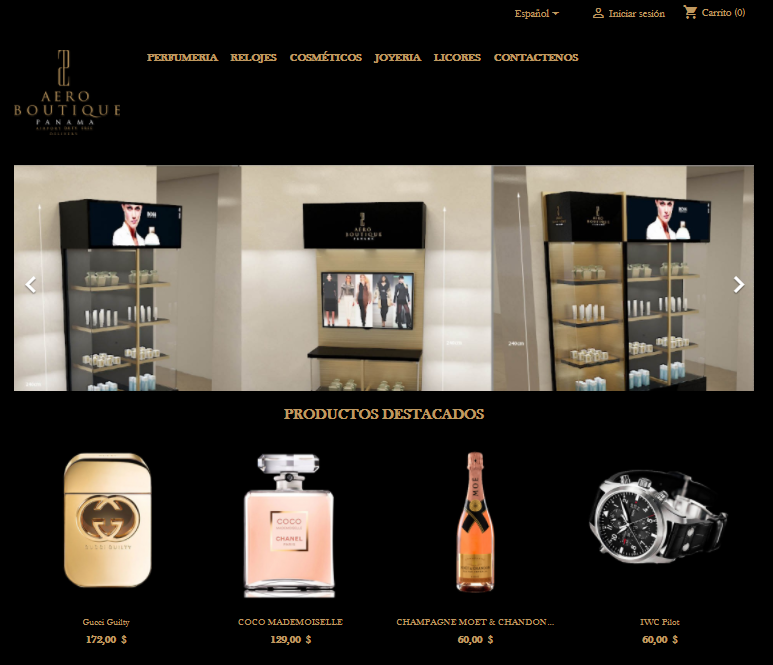 Español
Iniciar sesión
Carrito (0)
AERO
BOUTIQUE
PANAMA
PERFUMERIA RELOJES COSMÉTICOS JOYERIA LICORES CONTACTENOS
AERO
BOUTIQUE
240cm
PRODUCTOS DESTACADOS
GUCCI GUILTY
COCO
MADEMOISELLE
CHANEL
PARIS
MOË
Gucci Guilty
172,00 $
COCO MADEMOISELLE
129,00 $
CHAMPAGNE MOET & CHANDON...
60,00 $
IWC Pilot
60,00 $